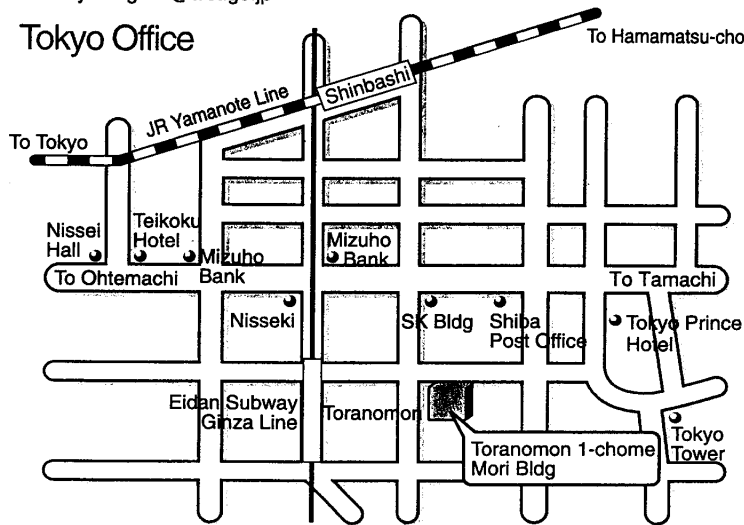 Tokyo Office
To Hamamatsu-cho
Shinbashi
JR Yamanote Line
To Tokyo
Nissei
Hall
Teikoku
Hotel
Mizuho
Bank
Mizuho
Bank
To Ohtemachi
To Tamachi
Nisseki
SK Bldg
Shiba
Post Office
Tokyo Prince
Hotel
Eidan Subway
Ginza Line
Toranomon
Toranomon 1-chome
Mori Bldg
Tokyo
Tower